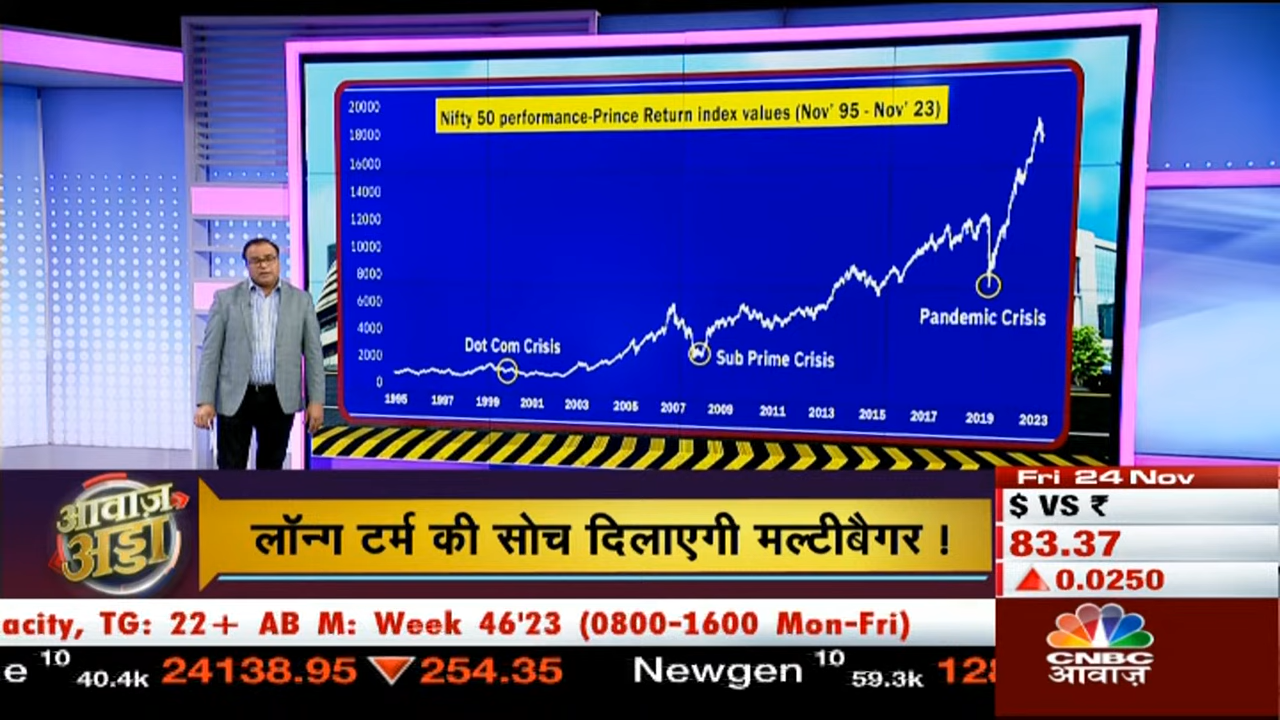 20000
18000
16000
14000
12000
10000
8000
6000
4000
2000
0
Nifty 50 performance-Prince Return index values (Nov' 95 - Nov' 23)
Dot Com Crisis
Sub Prime Crisis
Pandemic Crisis
1995 1997 1999 2001 2003 2005 2007 2009 2011 2013 2015 2017 2019 2023
आवाज़
अड्डा
लॉन्ग टर्म की सोच दिलाएगी मल्टीबैगर !
Fri 24 Nov
$ VS ₹
83.37
0.0250
acity, TG: 22+ AB M: Week 46'23 (0800-1600 Mon-Fri)
e 10 40.4k 24138.95 254.35 Newgen 10 59.3k 128
CNBC
आवाज़